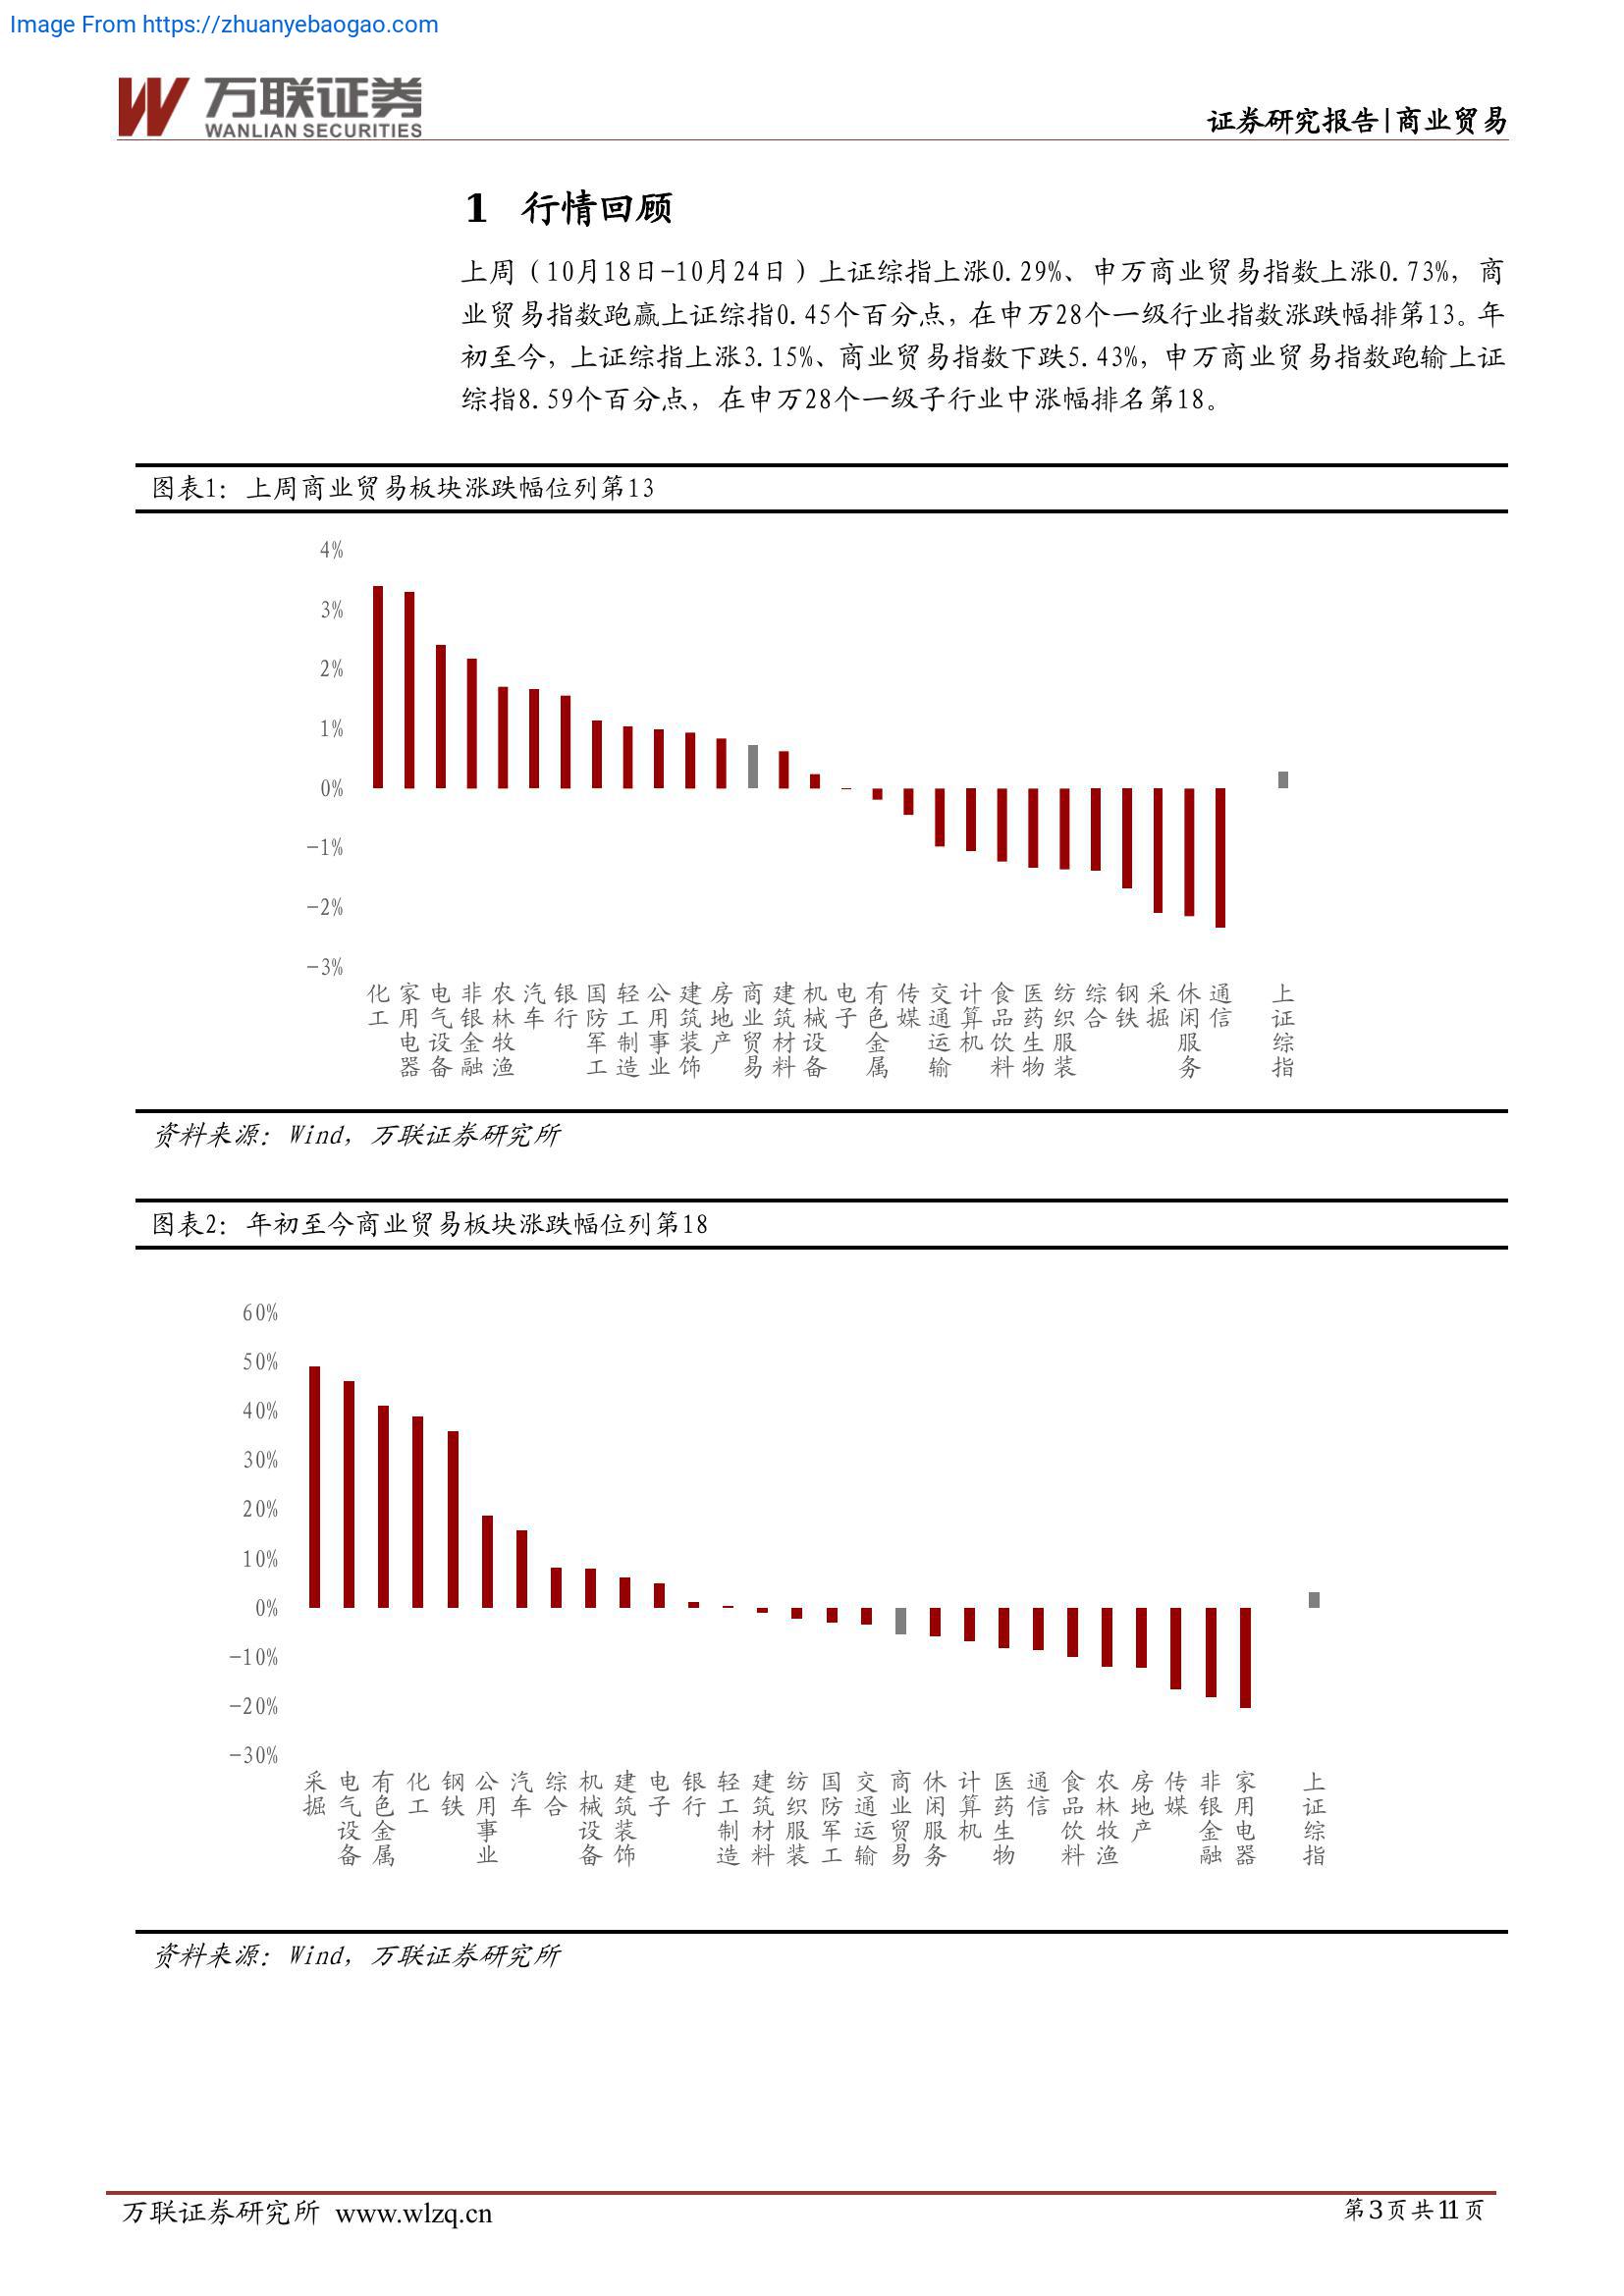 Image From https://zhuanyebaogao.com
万联证券
WANLIAN SECURITIES
证券研究报告|商业贸易
1 行情回顾
上周（10月18日-10月24日）上证综指上涨0.29%、申万商业贸易指数上涨0.73%，商
业贸易指数跑赢上证综指0.45个百分点，在申万28个一级行业指数涨跌幅排第13。年
初至今，上证综指上涨3.15%、商业贸易指数下跌5.43%，申万商业贸易指数跑输上证
综指8.59个百分点，在申万28个一级子行业中涨幅排名第18。
图表1：上周商业贸易板块涨跌幅位列第13
4%
3%
2%
1%
0%
-1%
-2%
-3%
化工
家用电器
电气设备
非银金融
农林牧渔
汽车
银行
国防军工
轻工制造
公用事业
建筑装饰
房地产
商业贸易
建筑材料
机械设备
电子
有色金属
传媒
交通运输
计算机
食品饮料
医药生物
纺织服装
综合
钢铁
采掘
休闲服务
通信
上证综指
资料来源：Wind，万联证券研究所
图表2：年初至今商业贸易板块涨跌幅位列第18
60%
50%
40%
30%
20%
10%
0%
-10%
-20%
-30%
采掘
电气设备
有色金属
化工
钢铁
公用事业
汽车
综合
机械设备
建筑装饰
电子
银行
轻工制造
建筑材料
纺织服装
国防军工
交通运输
商业贸易
休闲服务
计算机
医药生物
通信
食品饮料
农林牧渔
房地产
传媒
非银金融
家用电器
上证综指
资料来源：Wind，万联证券研究所
万联证券研究所 www.wlzq.cn
第3页共11页